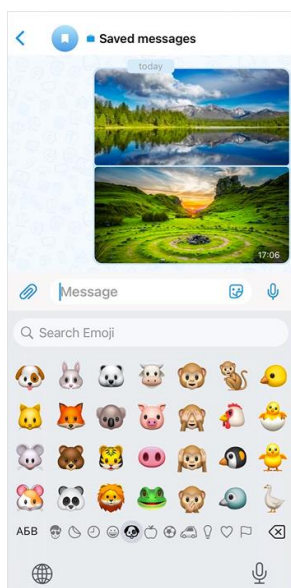 Saved messages
today
17:06
Message
Search Emoji
АБВ